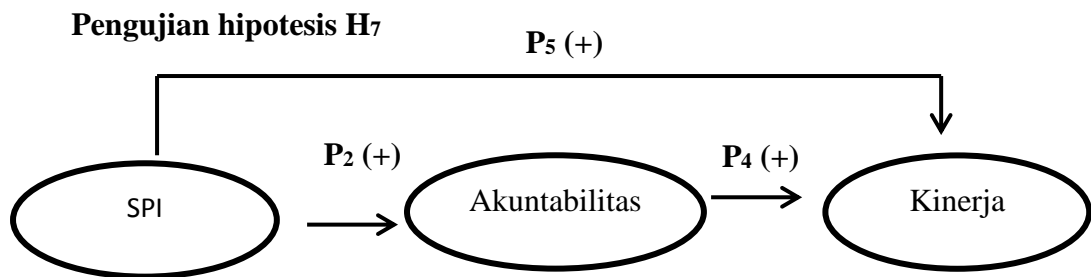 Pengujian hipotesis H₇
P₅ (+)
P₂ (+)
P₄ (+)
SPI
Akuntabilitas
Kinerja